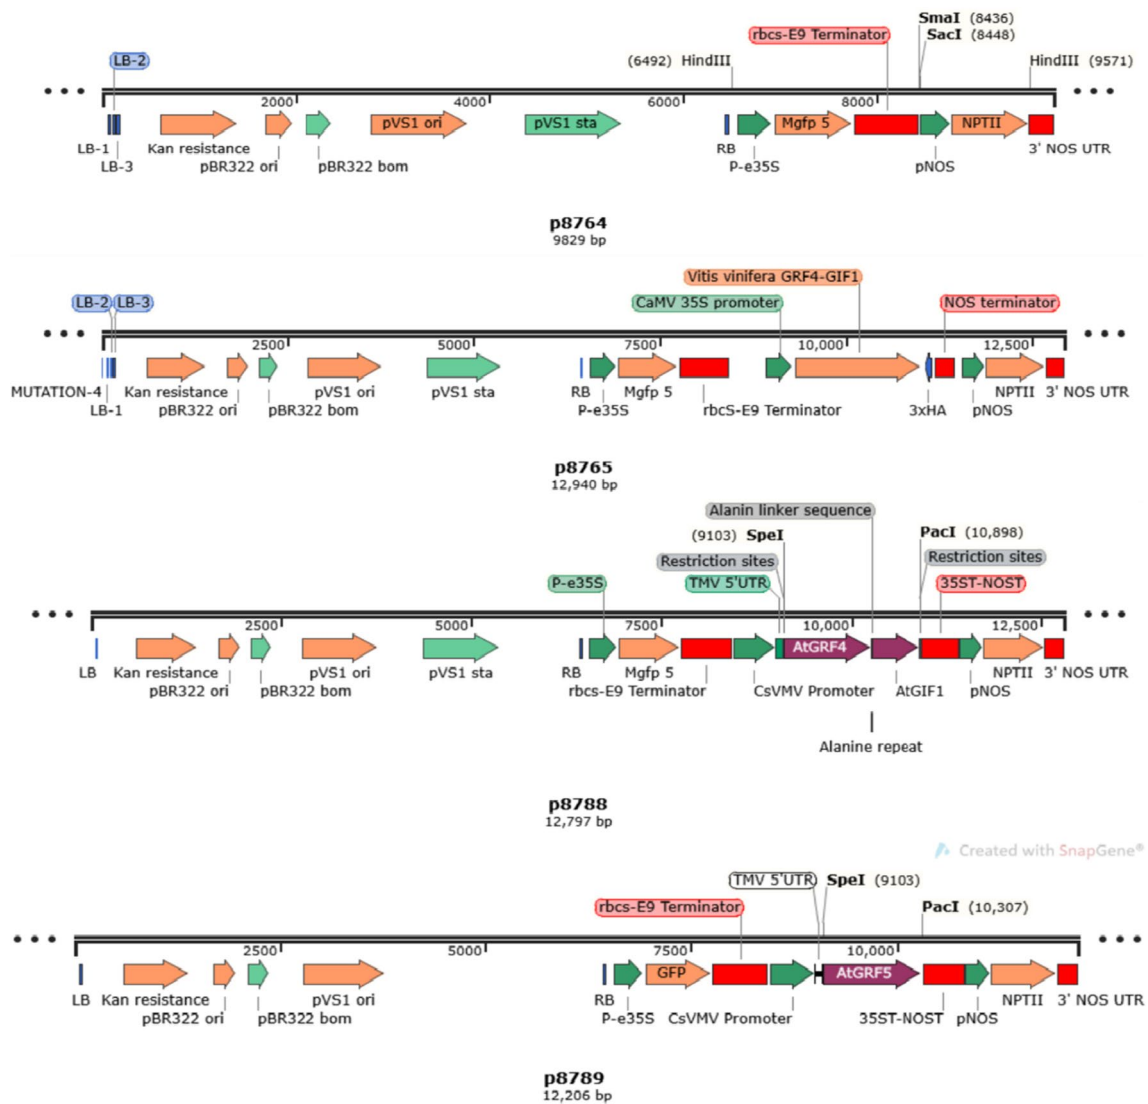 SmaI (8436)
rbcs-E9 Terminator SacI (8448)
LB-2 (6492) HindIII HindIII (9571)
2000 4000 6000 8000
pVS1 ori pVS1 sta Mgfp 5 NPTII
LB-1 Kan resistance pBR322 bom RB pNOS 3' NOS UTR
LB-3 pBR322 ori P-e35S
p8764
9829 bp
Vitis vinifera GRF4-GIF1
LB-2 LB-3 CaMV 35S promoter NOS terminator
2500 5000 7500 10,000 12,500
MUTATION-4 Kan resistance pVS1 ori pVS1 sta RB Mgfp 5 3xHA NPTII 3' NOS UTR
LB-1 pBR322 ori pBR322 bom P-e35S rbcS-E9 Terminator pNOS
p8765
12,940 bp
Alanin linker sequence
(9103) SpeI PacI (10,898)
Restriction sites Restriction sites
P-e35S TMV 5'UTR 35ST-NOST
2500 5000 7500 10,000 12,500
AtGRF4
LB Kan resistance pVS1 ori pVS1 sta RB Mgfp 5 pNOS NPTII 3' NOS UTR
pBR322 ori pBR322 bom rbcs-E9 Terminator CsVMV Promoter AtGIF1
Alanine repeat
p8788
12,797 bp
Created with SnapGene®
TMV 5'UTR SpeI (9103)
rbcs-E9 Terminator PacI (10,307)
2500 5000 7500 10,000
GFP AtGRF5
LB Kan resistance pVS1 ori RB NPTII 3' NOS UTR
pBR322 ori pBR322 bom P-e35S CsVMV Promoter 35ST-NOST pNOS
p8789
12,206 bp